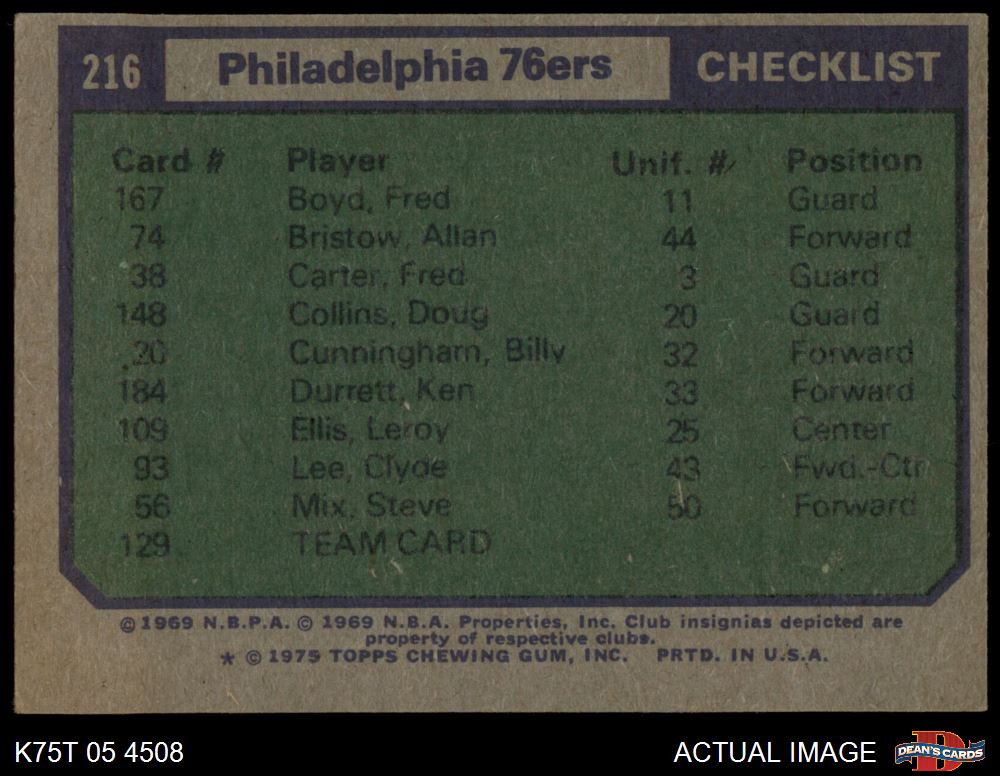 216 Philadelphia 76ers CHECKLIST
Card # Player Unif. # Position
167 Boyd, Fred 11 Guard
74 Bristow, Allan 44 Forward
38 Carter, Fred 3 Guard
148 Collins, Doug 20 Guard
20 Cunningham, Billy 32 Forward
184 Durrett, Ken 33 Forward
109 Ellis, Leroy 25 Center
93 Lee, Clyde 43 Fwd.-Ctr
56 Mix, Steve 50 Forward
129 TEAM CARD
© 1969 N.B.P.A. © 1969 N.B.A. Properties, Inc. Club insignias depicted are
property of respective clubs.
* © 1975 TOPPS CHEWING GUM, INC. PRTD. IN U.S.A.
K75T 05 4508 ACTUAL IMAGE DEAN'S CARDS